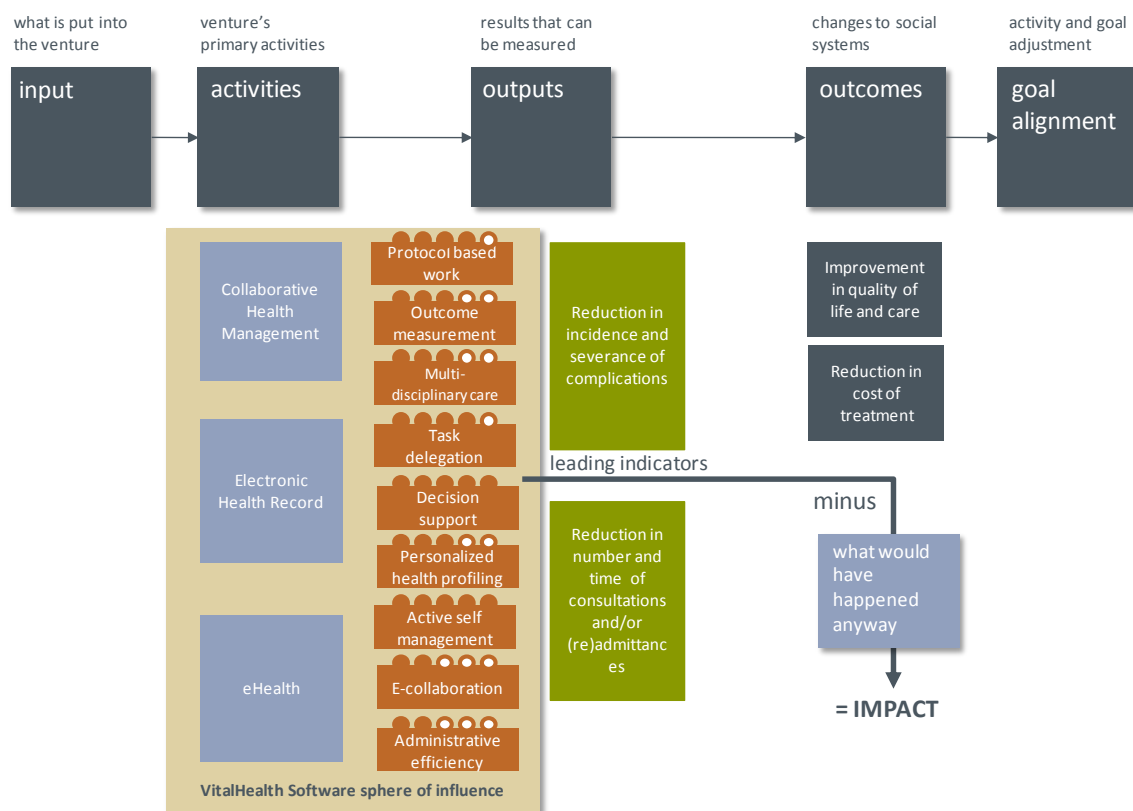 what is put into
the venture
venture's
primary activities
results that can
be measured
changes to social
systems
activity and goal
adjustment
input
activities
outputs
outcomes
goal
alignment
Collaborative
Health
Management
Electronic
Health Record
eHealth
Protocol based
work
Outcome
measurement
Multi-
disciplinary care
Task
delegation
Decision
support
Personalized
health profiling
Active self
management
E-collaboration
Administrative
efficiency
VitalHealth Software sphere of influence
Reduction in
incidence and
severance of
complications
leading indicators
Reduction in
number and
time of
consultations
and/or
(re)admittanc
es
Improvement
in quality of
life and care
Reduction in
cost of
treatment
minus
what would
have
happened
anyway
= IMPACT